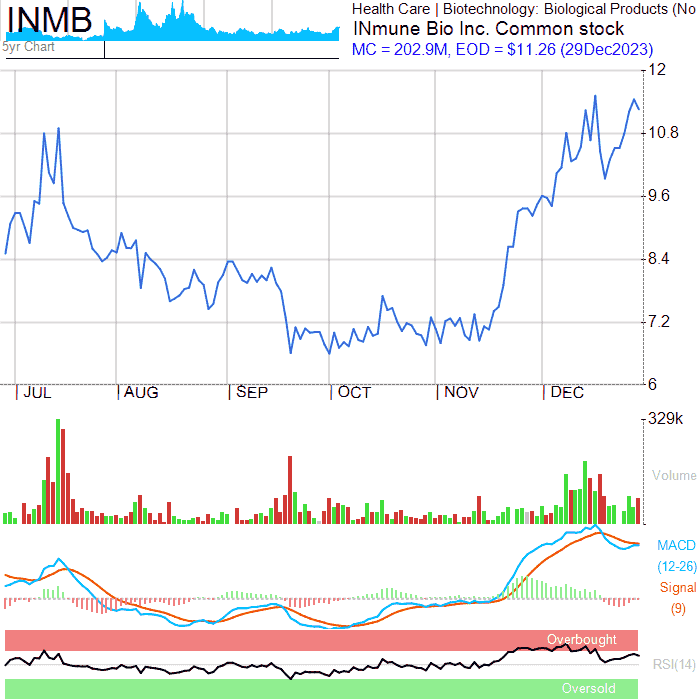 INMB
5yr Chart
Health Care | Biotechnology: Biological Products (No
INmune Bio Inc. Common stock
MC = 202.9M, EOD = $11.26 (29Dec2023)
12
10.8
9.6
8.4
7.2
6
JUL AUG SEP OCT NOV DEC
329k
Volume
MACD
(12-26)
Signal
(9)
Overbought
RSI(14)
Oversold